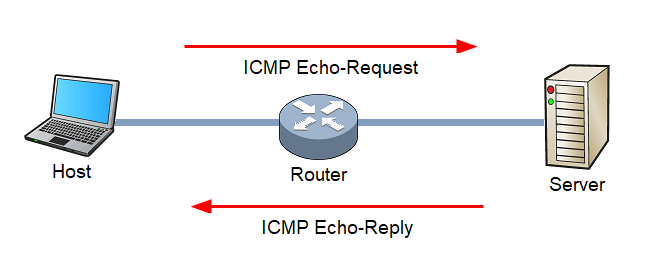 ICMP Echo-Request
Host
Router
Server
ICMP Echo-Reply